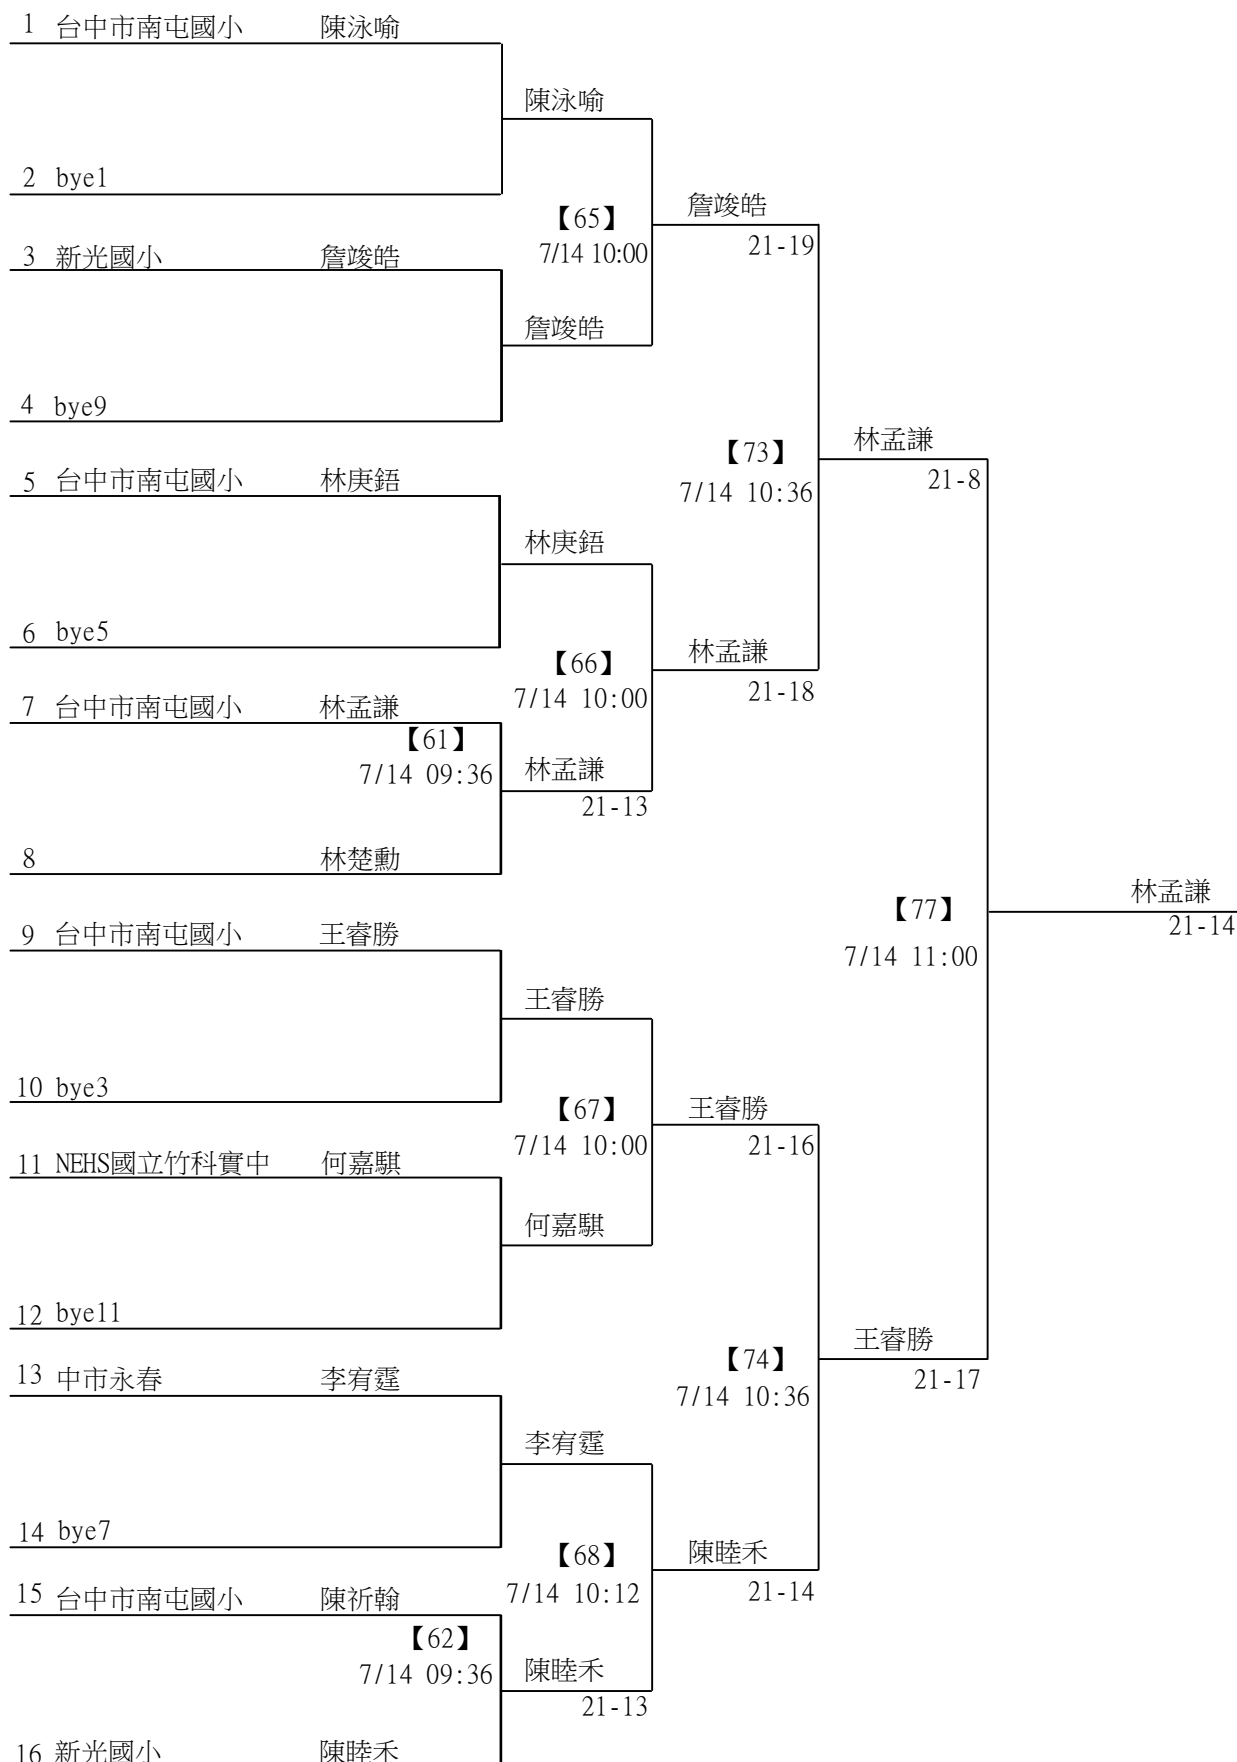 1 台中市南屯國小 陳泳喻
陳泳喻
2 bye1
【65】
7/14 10:00
詹竣皓
21-19
3 新光國小 詹竣皓
詹竣皓
4 bye9
【73】
7/14 10:36
林孟謙
21-8
5 台中市南屯國小 林庚鋙
林庚鋙
6 bye5
【66】
7/14 10:00
林孟謙
21-18
7 台中市南屯國小 林孟謙
【61】
7/14 09:36
林孟謙
21-13
8 林楚勳
【77】
7/14 11:00
林孟謙
21-14
9 台中市南屯國小 王睿勝
王睿勝
10 bye3
【67】
7/14 10:00
王睿勝
21-16
11 NEHS國立竹科實中 何嘉騏
何嘉騏
12 bye11
【74】
7/14 10:36
王睿勝
21-17
13 中市永春 李宥霆
李宥霆
14 bye7
【68】
7/14 10:12
陳睦禾
21-14
15 台中市南屯國小 陳祈翰
【62】
7/14 09:36
陳睦禾
21-13
16 新光國小 陳睦禾